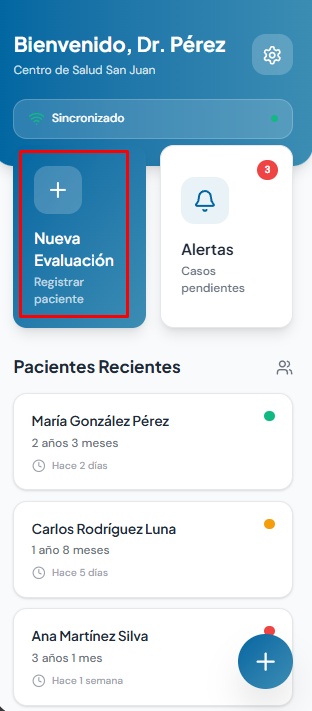 Bienvenido, Dr. Pérez
Centro de Salud San Juan
Sincronizado
Nueva
Evaluación
Registrar
paciente
3
Alertas
Casos
pendientes
Pacientes Recientes
María González Pérez
2 años 3 meses
Hace 2 días
Carlos Rodríguez Luna
1 año 8 meses
Hace 5 días
Ana Martínez Silva
3 años 1 mes
Hace 1 semana